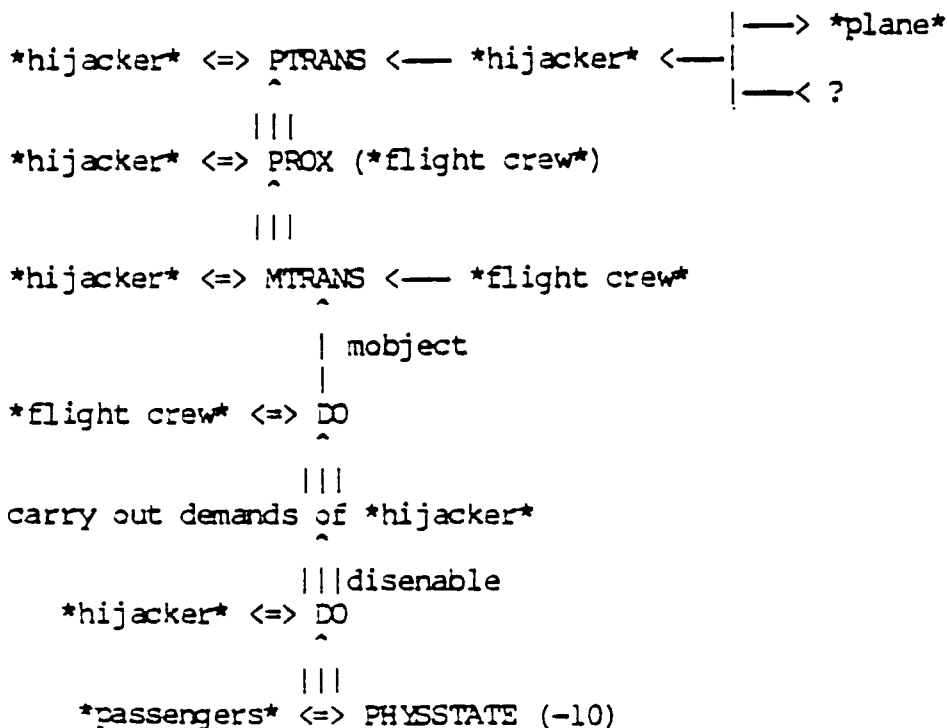 |——> *plane*
*hijacker* <=> PTRANS <—— *hijacker* <——|
|——< ?
^
|||
*hijacker* <=> PROX (*flight crew*)
^
|||
*hijacker* <=> MTRANS <—— *flight crew*
^
| mobject
|
*flight crew* <=> DO
^
|||
carry out demands of *hijacker*
^
|||disenable
*hijacker* <=> DO
^
|||
*passengers* <=> PHYSSTATE (-10)